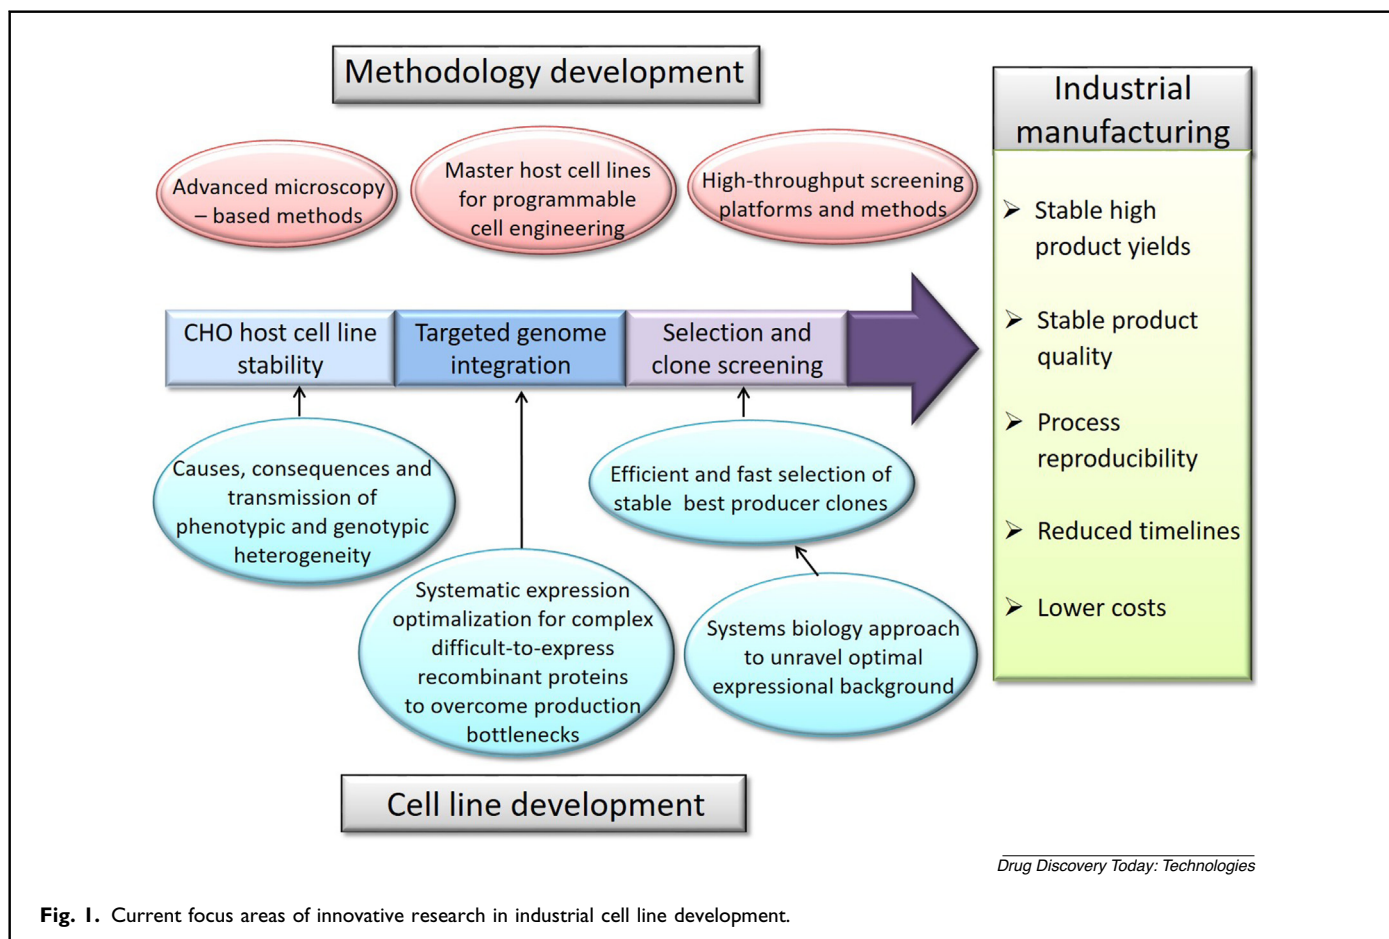 Methodology development
Advanced microscopy
– based methods
Master host cell lines
for programmable
cell engineering
High-throughput screening
platforms and methods
CHO host cell line
stability
Targeted genome
integration
Selection and
clone screening
Causes, consequences and
transmission of
phenotypic and genotypic
heterogeneity
Systematic expression
optimalization for complex
difficult-to-express
recombinant proteins
to overcome production
bottlenecks
Efficient and fast selection of
stable best producer clones
Systems biology approach
to unravel optimal
expressional background
Cell line development
Industrial
manufacturing
➢ Stable high
product yields
➢ Stable product
quality
➢ Process
reproducibility
➢ Reduced timelines
➢ Lower costs
Drug Discovery Today: Technologies
Fig. 1. Current focus areas of innovative research in industrial cell line development.